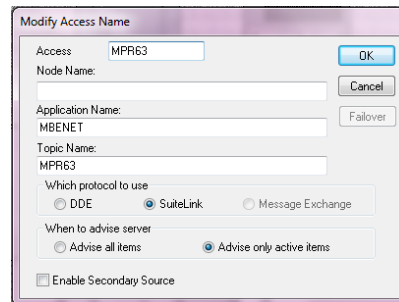 Modify Access Name
Access MPR63
OK
Node Name:
Cancel
Application Name:
Failover
MBENET
Topic Name:
MPR63
Which protocol to use
DDE SuiteLink Message Exchange
When to advise server
Advise all items Advise only active items
Enable Secondary Source